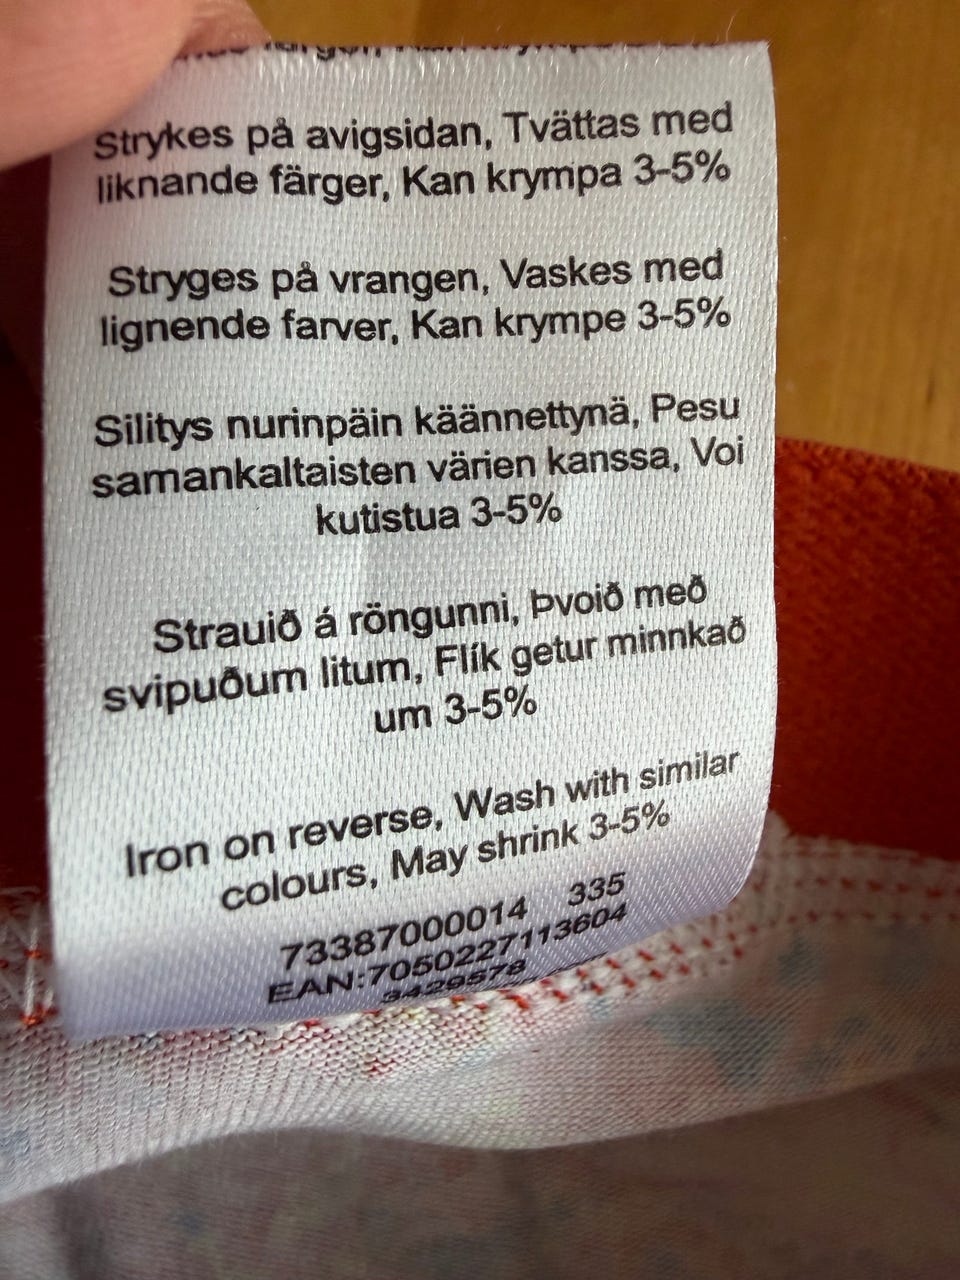 Strykes på avigsidan, Tvättas med
liknande färger, Kan krympa 3-5%
Stryges på vrangen, Vaskes med
lignende farver, Kan krympe 3-5%
Silitys nurinpäin käännettynä, Pesu
samankaltaisten värien kanssa, Voi
kutistua 3-5%
Strauið á röngunni, Þvoið með
svipuðum litum, Flík getur minnkað
um 3-5%
Iron on reverse, Wash with similar
colours, May shrink 3-5%
73387000014 335
EAN:7050227113604
3429578